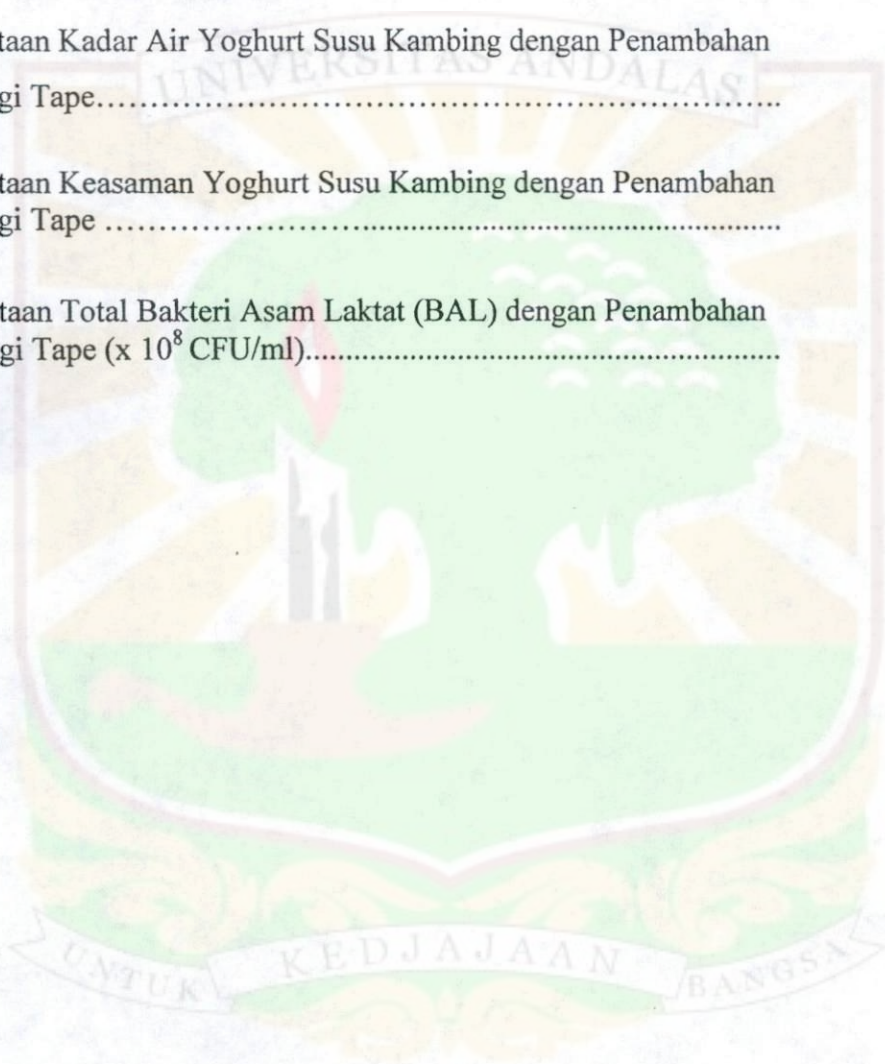 taan Kadar Air Yoghurt Susu Kambing dengan Penambahan
UNIVERSITAS ANDALAS
gi Tape...............................................................
taan Keasaman Yoghurt Susu Kambing dengan Penambahan
gi Tape ...............................................................
taan Total Bakteri Asam Laktat (BAL) dengan Penambahan
gi Tape (x 10⁸ CFU/ml)...............................................................
UNTUK KEDJAJAAN BANGSA